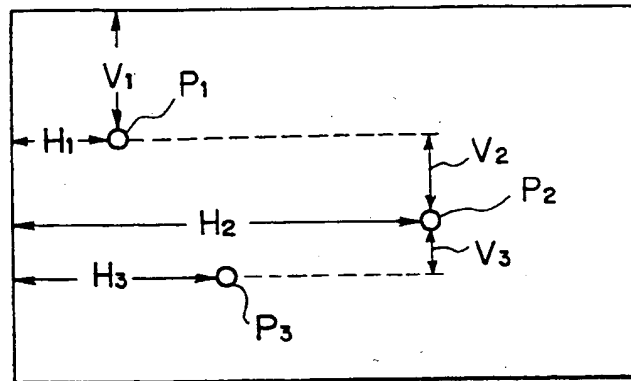 V₁
P₁
H₁
V₂
P₂
H₂
V₃
H₃
P₃